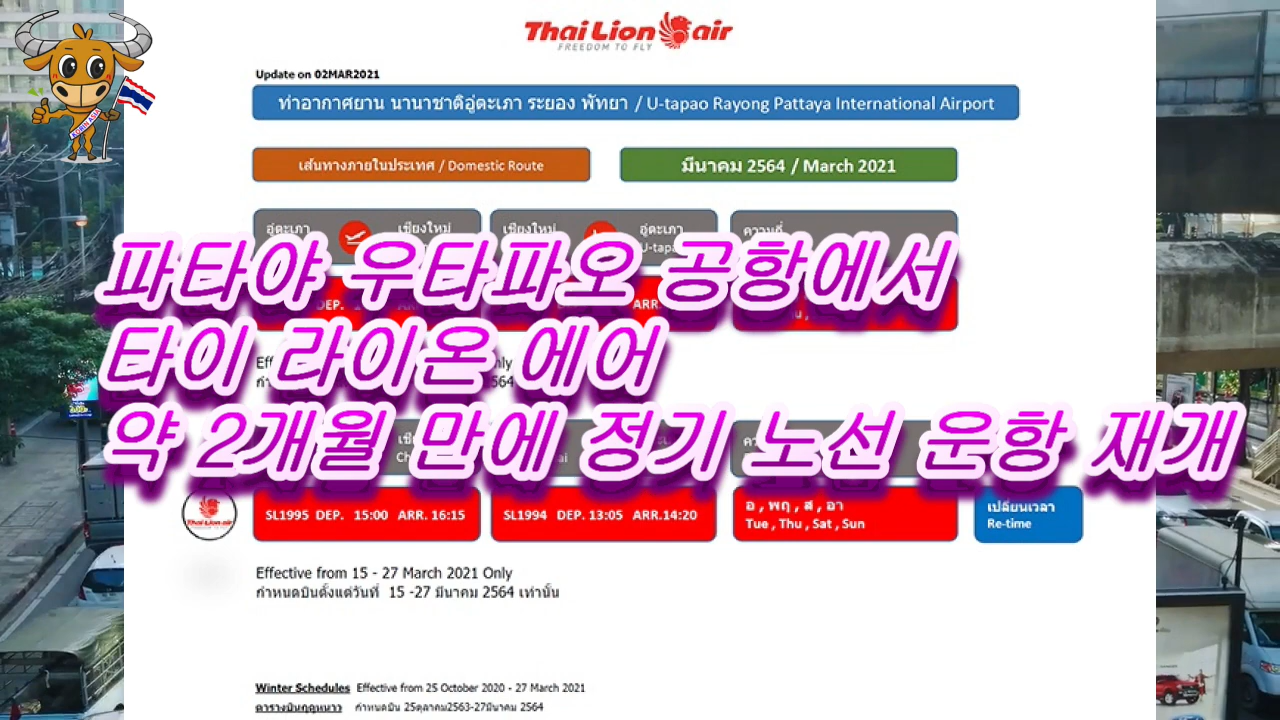 Thai Lion air
FREEDOM TO FLY
Update on 02MAR2021
ท่าอากาศยาน นานาชาติอู่ตะเภา ระยอง พัทยา / U-tapao Rayong Pattaya International Airport
เส้นทางภายในประเทศ / Domestic Route
มีนาคม 2564 / March 2021
อู่ตะเภา เชียงใหม่ เชียงใหม่ อู่ตะเภา ความถี่
파타야 우타파오 공항에서
DEP. ARR.
타이 라이온 에어
564
약 2개월 만에 정기 노선 운항 재개
Thai Lion air
SL1995 DEP. 15:00 ARR. 16:15
SL1994 DEP. 13:05 ARR.14:20
อ , พฤ , ส , อา
Tue , Thu , Sat , Sun
เปลี่ยนเวลา
Re-time
Effective from 15 - 27 March 2021 Only
กำหนดบินตั้งแต่วันที่ 15 -27 มีนาคม 2564 เท่านั้น
Winter Schedules Effective from 25 October 2020 - 27 March 2021
ตารางบินฤดูหนาว กำหนดบิน 25ตุลาคม2563-27มีนาคม 2564